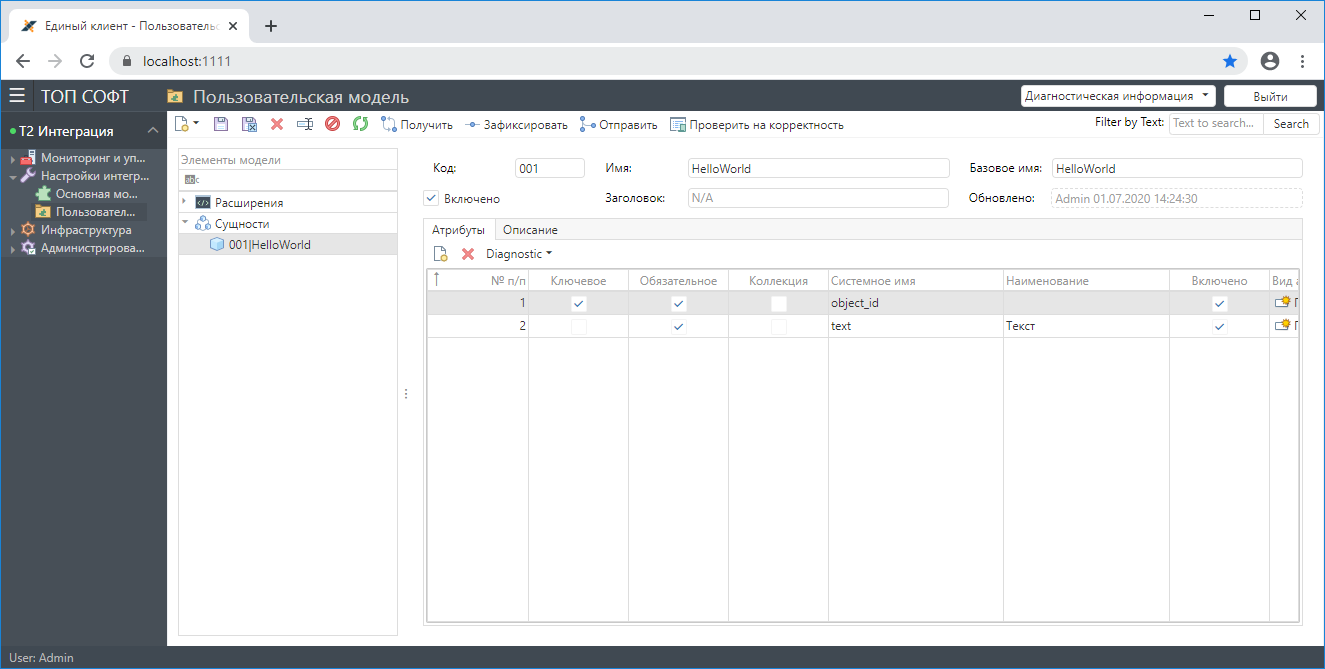 Единый клиент - Пользователь
localhost:1111
ТОП СОФТ
Пользовательская модель
Диагностическая информация
Выйти
Т2 Интеграция
Получить
Зафиксировать
Отправить
Проверить на корректность
Filter by Text:
Text to search...
Search
Мониторинг и уп...
Настройки интегр...
Основная мо...
Пользовател...
Инфраструктура
Администрирова...
Элементы модели
Расширения
Сущности
001|HelloWorld
Код:
001
Имя:
HelloWorld
Базовое имя:
HelloWorld
Включено
Заголовок:
N/A
Обновлено:
Admin 01.07.2020 14:24:30
Атрибуты
Описание
Diagnostic
№ п/п
Ключевое
Обязательное
Коллекция
Системное имя
Наименование
Включено
Вид
1
object_id
2
text
Текст
User: Admin